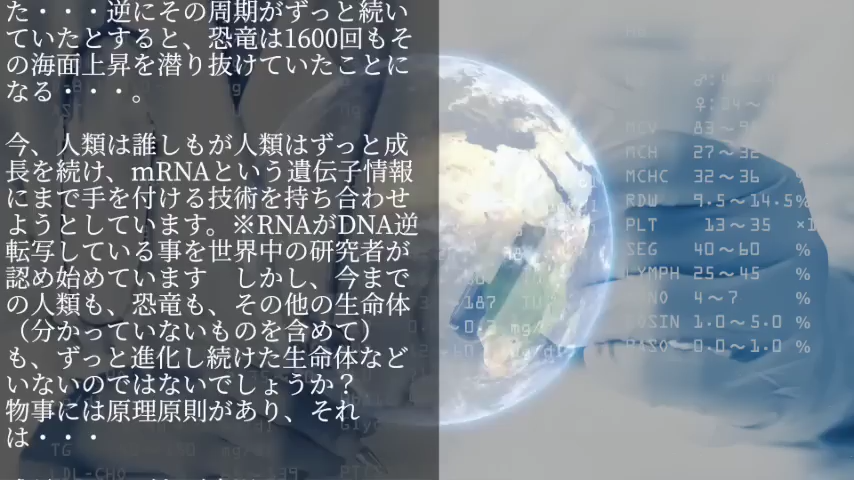 た・・・逆にその周期がずっと続い
ていたとすると、恐竜は1600回もそ
の海面上昇を潜り抜けていたことに
なる・・・。
今、人類は誰しもが人類はずっと成
長を続け、mRNAという遺伝子情報
にまで手を付ける技術を持ち合わせ
ようとしています。※RNAがDNA逆
転写している事を世界中の研究者が
認め始めています　しかし、今まで
の人類も、恐竜も、その他の生命体
（分かっていないものを含めて）
も、ずっと進化し続けた生命体など
いないのではないでしょうか？
物事には原理原則があり、それ
は・・・
MCV 83～
MCH 27～32
MCHC 32～36
RDW 9.5～14.5%
PLT 13～35
SEG 40～60 %
LYMPH 25～45 %
4～7 %
1.0～5.0 %
0.0～1.0 %
TG
LDL-CHO